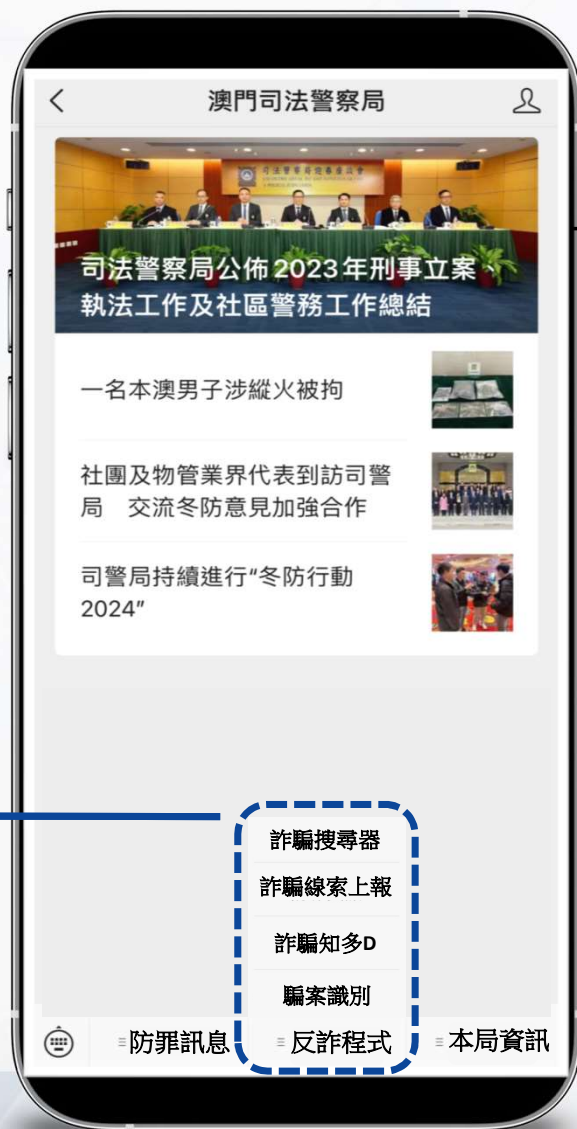 澳門司法警察局
司法警察局公佈2023年刑事立案、
執法工作及社區警務工作總結
一名本澳男子涉縱火被拘
社團及物管業界代表到訪司警
局　交流冬防意見加強合作
司警局持續進行“冬防行動
2024”
詐騙搜尋器
詐騙線索上報
詐騙知多D
騙案識別
防罪訊息
反詐程式
本局資訊